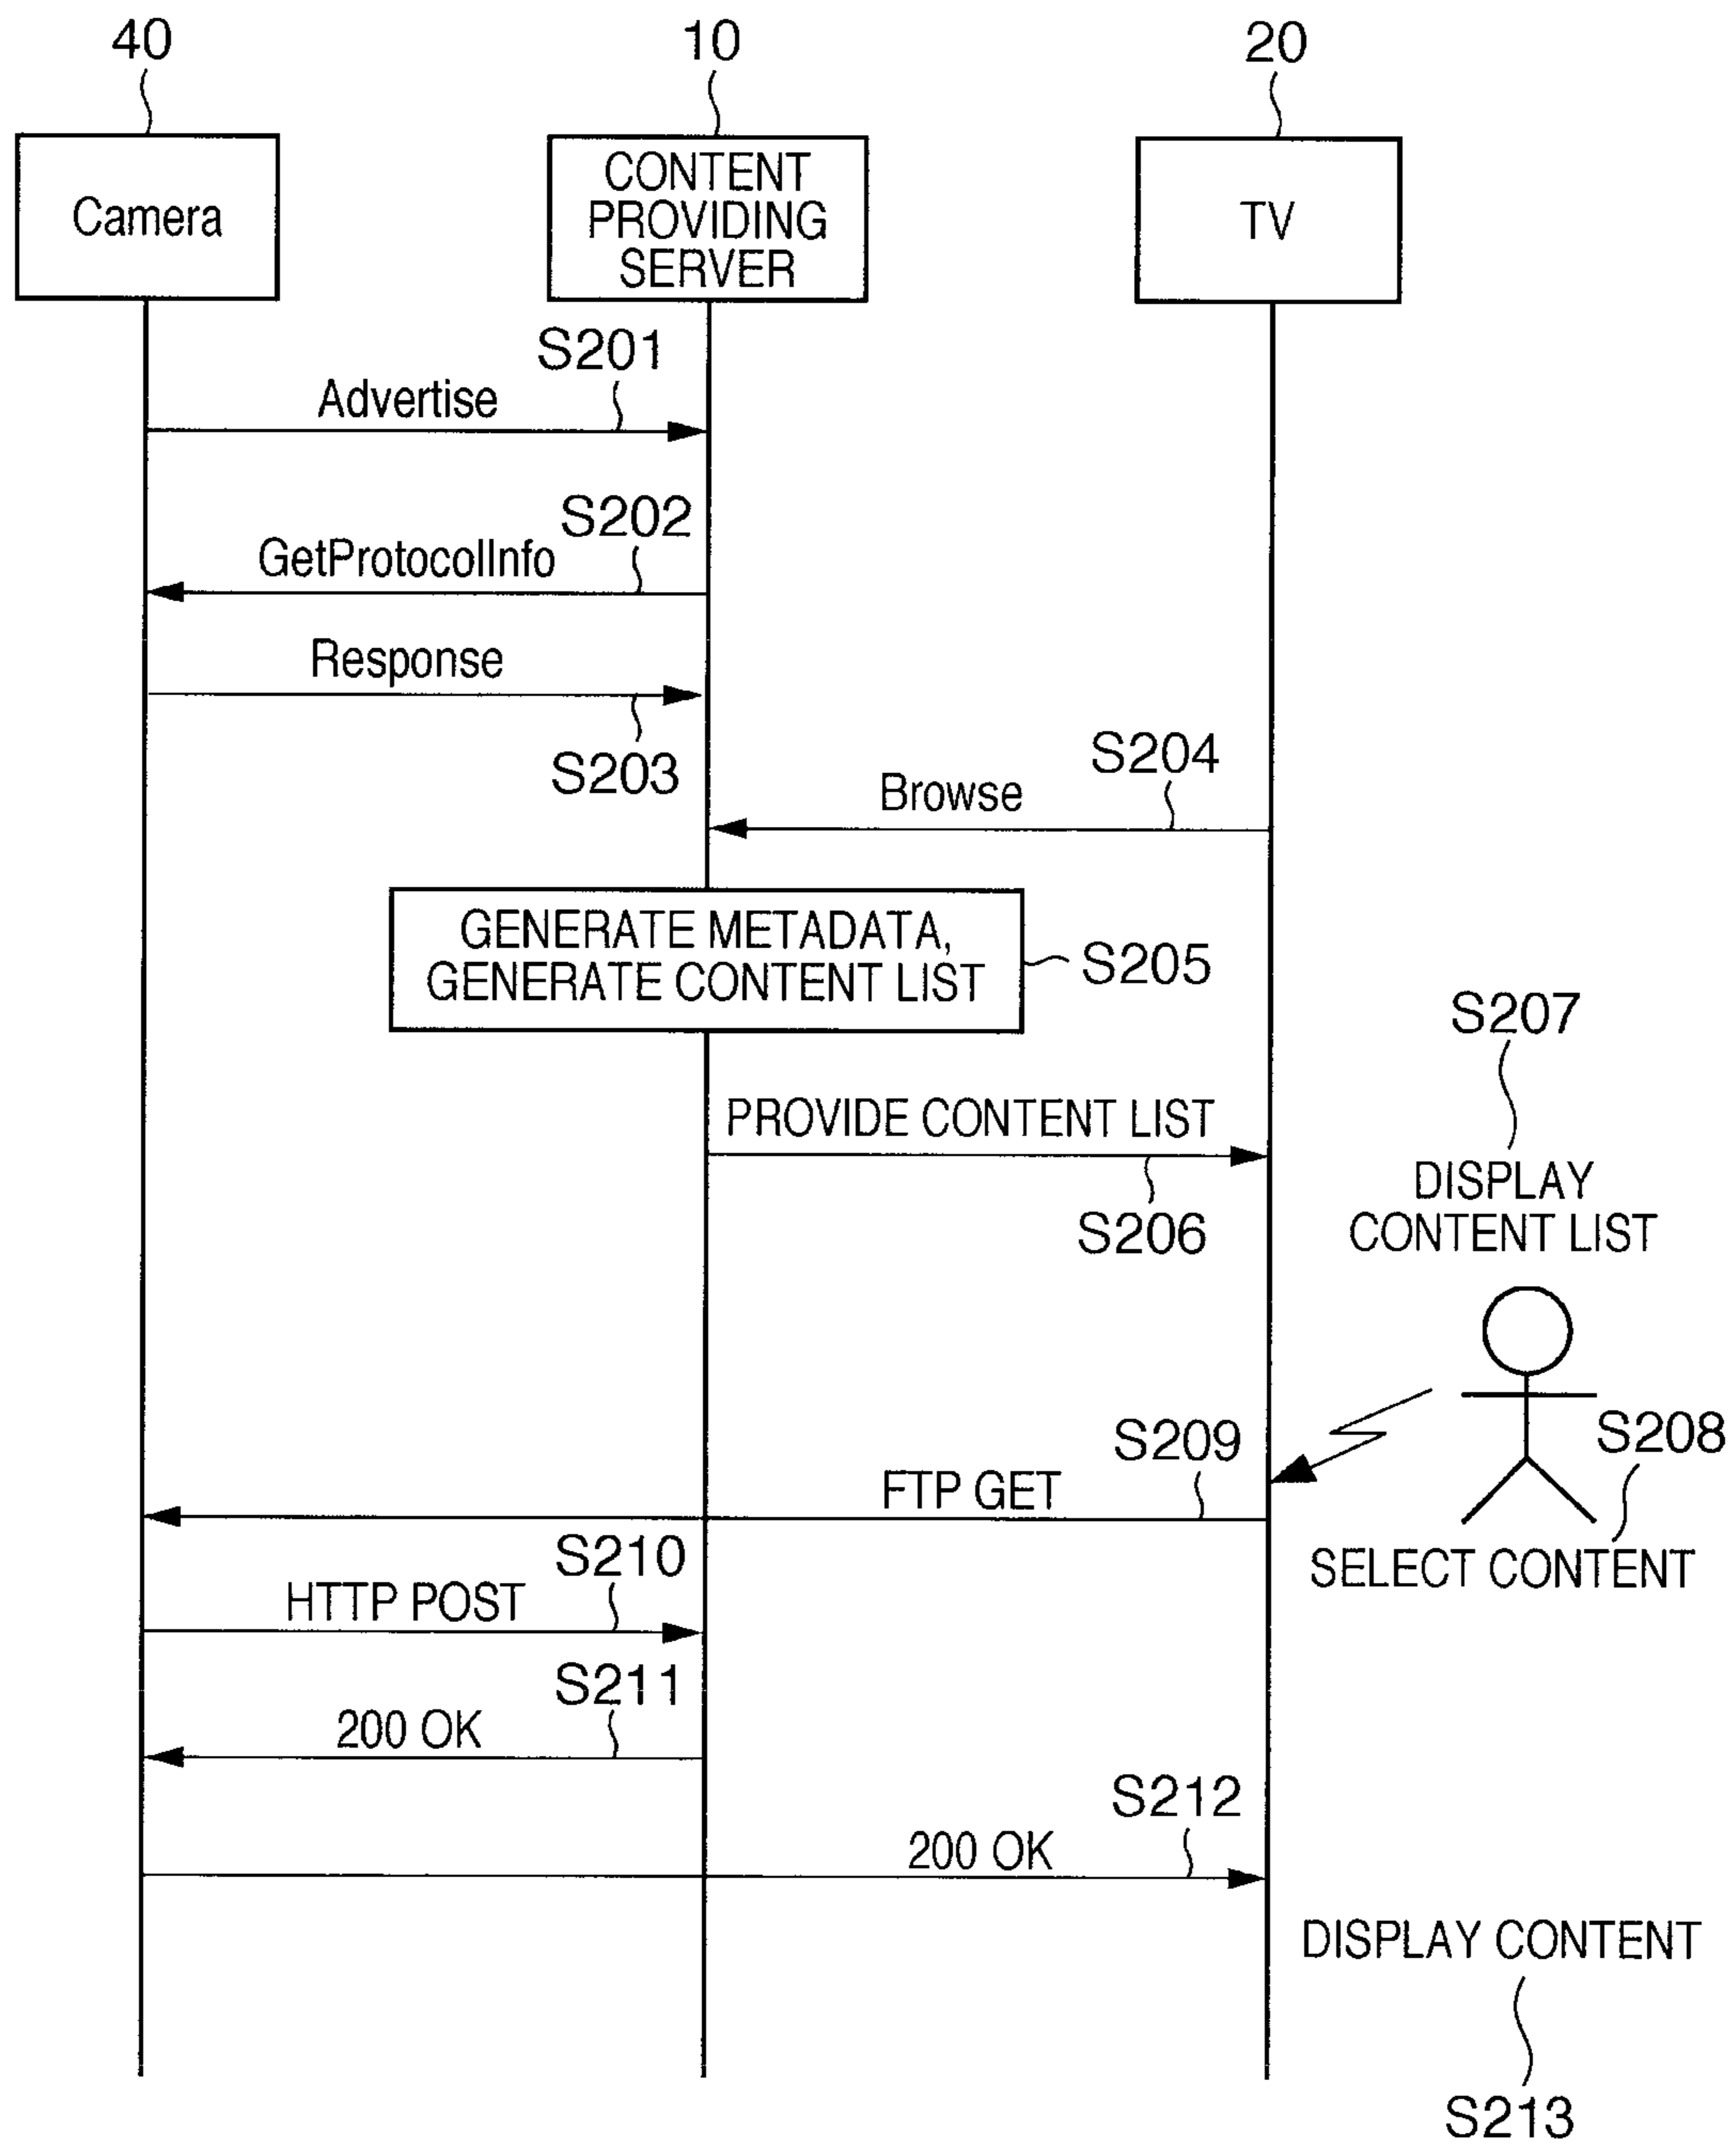 40
10
20
Camera
CONTENT
PROVIDING
SERVER
TV
S201
Advertise
S202
GetProtocolInfo
Response
S203
S204
Browse
GENERATE METADATA,
GENERATE CONTENT LIST
S205
S207
PROVIDE CONTENT LIST
S206
DISPLAY
CONTENT LIST
S208
S209
FTP GET
SELECT CONTENT
S210
HTTP POST
S211
200 OK
S212
200 OK
DISPLAY CONTENT
S213